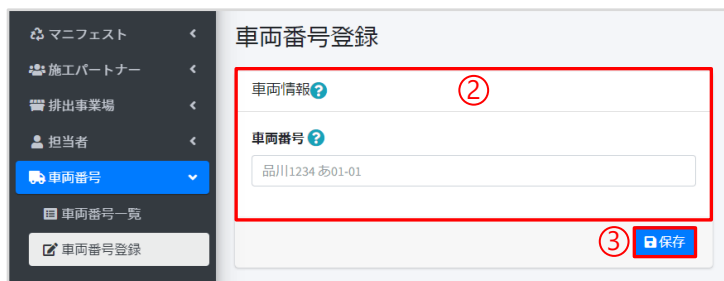 マニフェスト
施工パートナー
排出事業場
担当者
車両番号
車両番号一覧
車両番号登録
車両番号登録
車両情報?
②
車両番号 ?
品川1234 あ01-01
③
保存